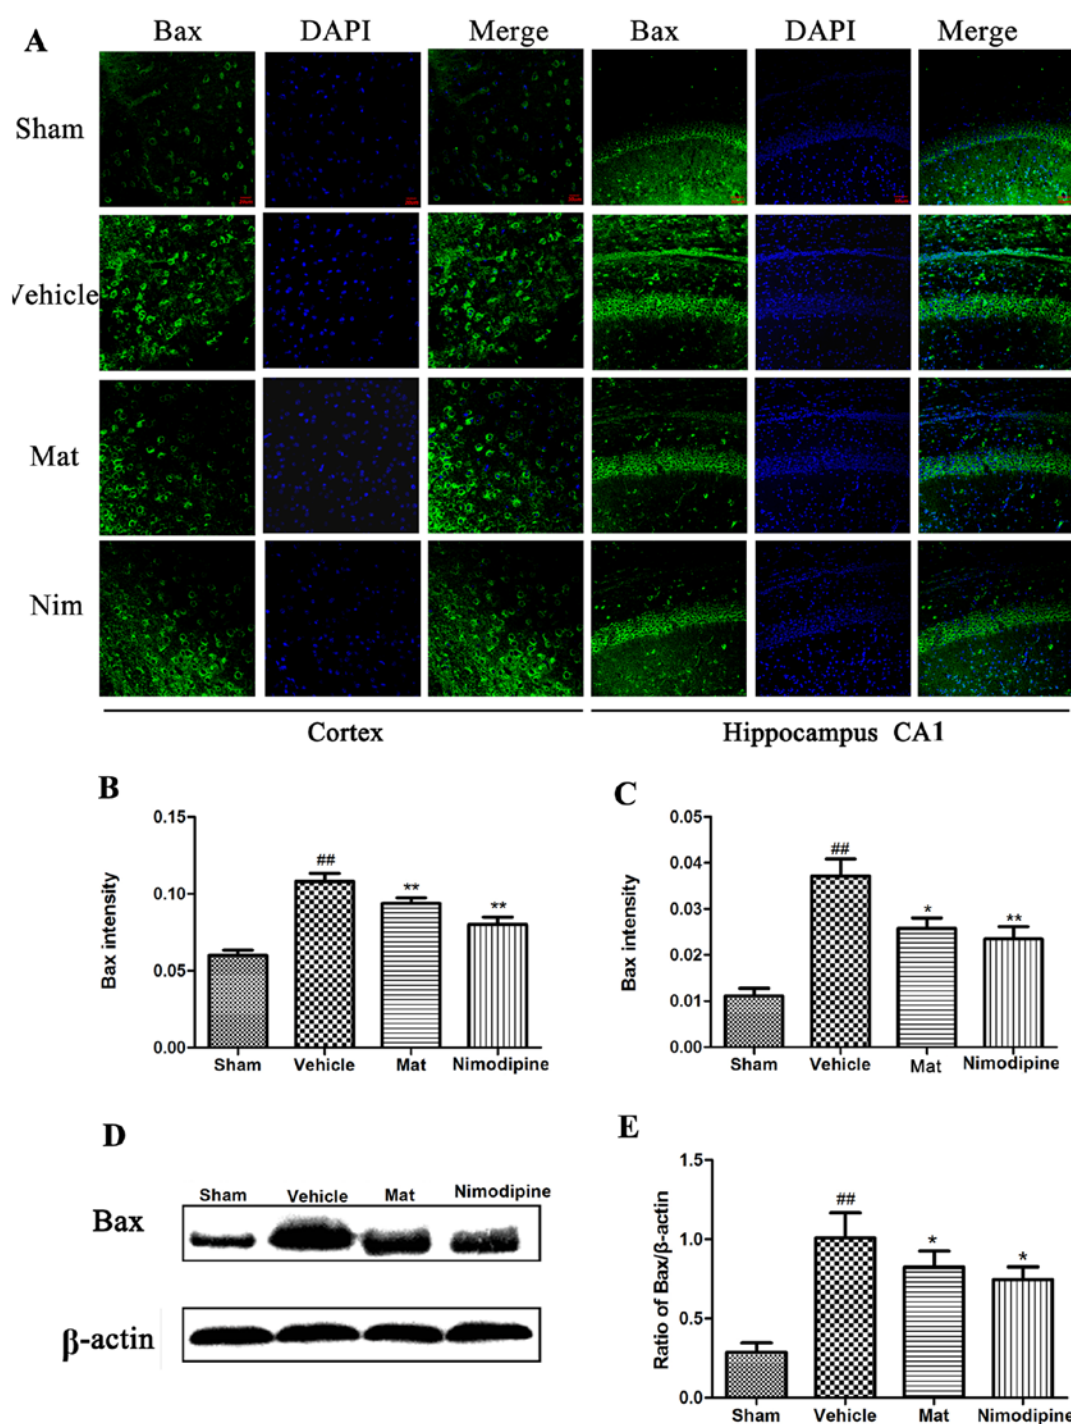 A
Bax DAPI Merge Bax DAPI Merge
Sham
Vehicle
Mat
Nim
Cortex Hippocampus CA1
B
Bax intensity
0.15
0.10
0.05
0.00
##
**
**
Sham Vehicle Mat Nimodipine
C
Bax intensity
0.05
0.04
0.03
0.02
0.01
0.00
##
*
**
Sham Vehicle Mat Nimodipine
D
Sham Vehicle Mat Nimodipine
Bax
β-actin
E
Ratio of Bax/β-actin
1.5
1.0
0.5
0.0
##
*
*
Sham Vehicle Mat Nimodipine